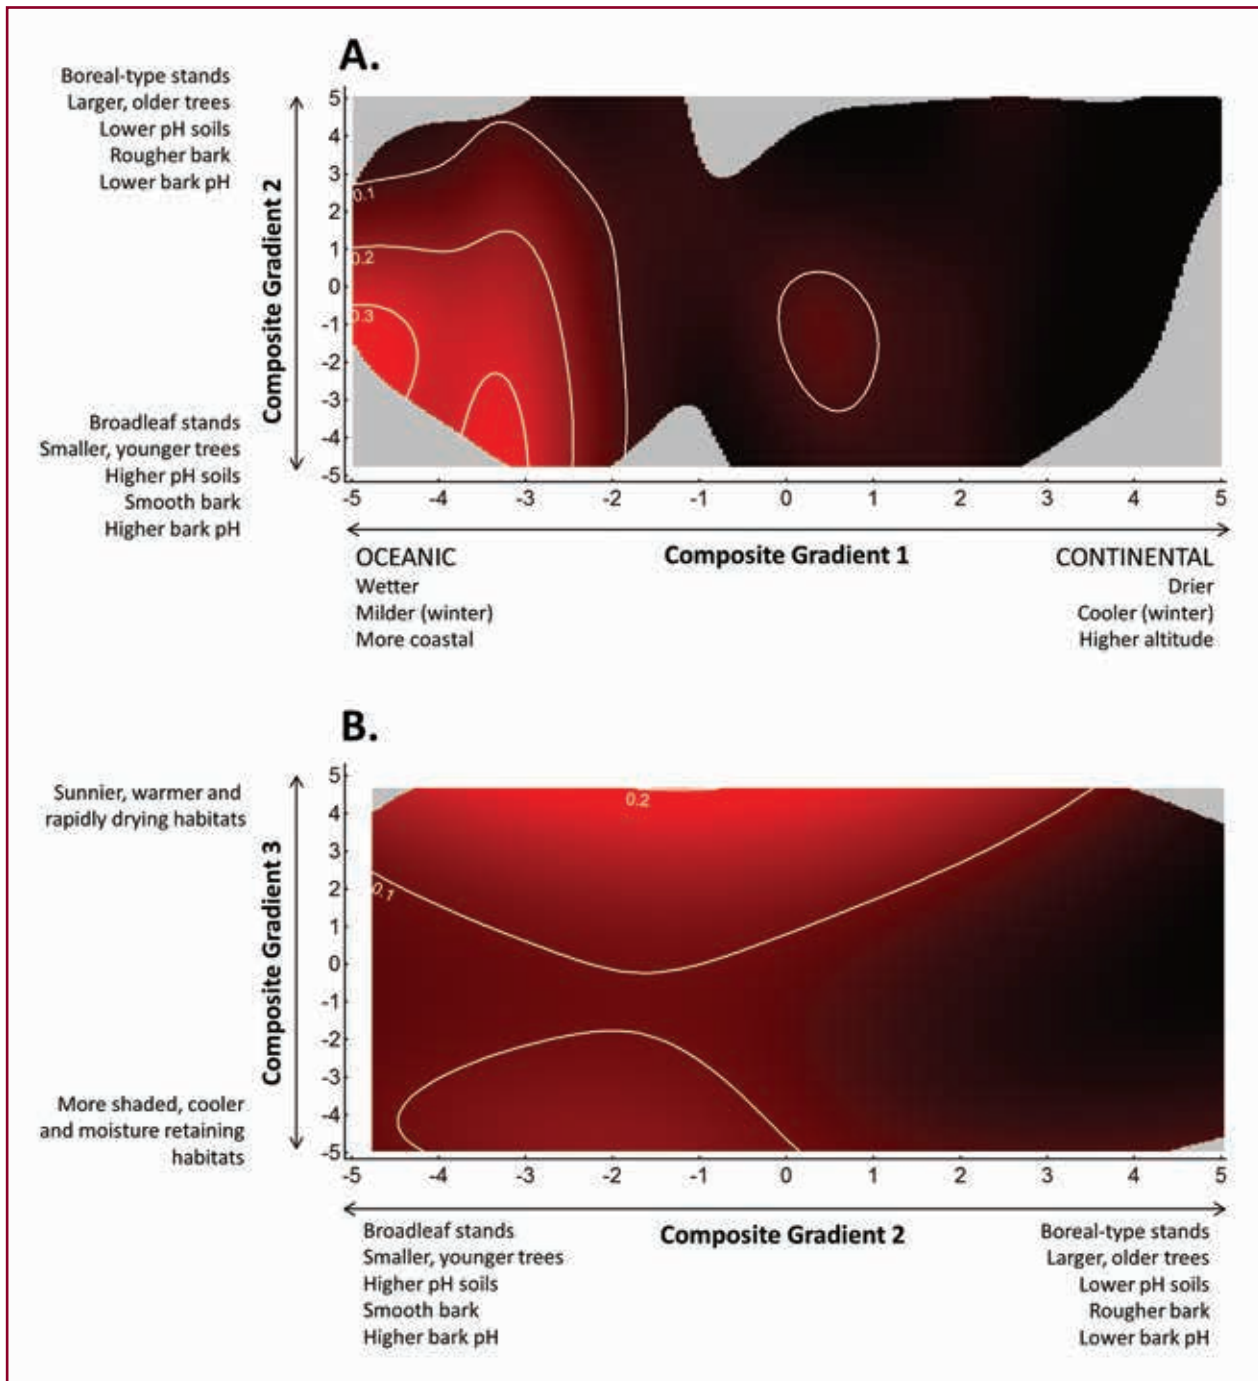 A.
Boreal-type stands
Larger, older trees
Lower pH soils
Rougher bark
Lower bark pH
Composite Gradient 2
Broadleaf stands
Smaller, younger trees
Higher pH soils
Smooth bark
Higher bark pH
5
4
3
2
1
0
-1
-2
-3
-4
-5
0.1
0.2
0.3
-5 -4 -3 -2 -1 0 1 2 3 4 5
Composite Gradient 1
OCEANIC
Wetter
Milder (winter)
More coastal
CONTINENTAL
Drier
Cooler (winter)
Higher altitude
B.
Sunnier, warmer and
rapidly drying habitats
Composite Gradient 3
More shaded, cooler
and moisture retaining
habitats
5
4
3
2
1
0
-1
-2
-3
-4
-5
0.2
0.1
-5 -4 -3 -2 -1 0 1 2 3 4 5
Composite Gradient 2
Broadleaf stands
Smaller, younger trees
Higher pH soils
Smooth bark
Higher bark pH
Boreal-type stands
Larger, older trees
Lower pH soils
Rougher bark
Lower bark pH